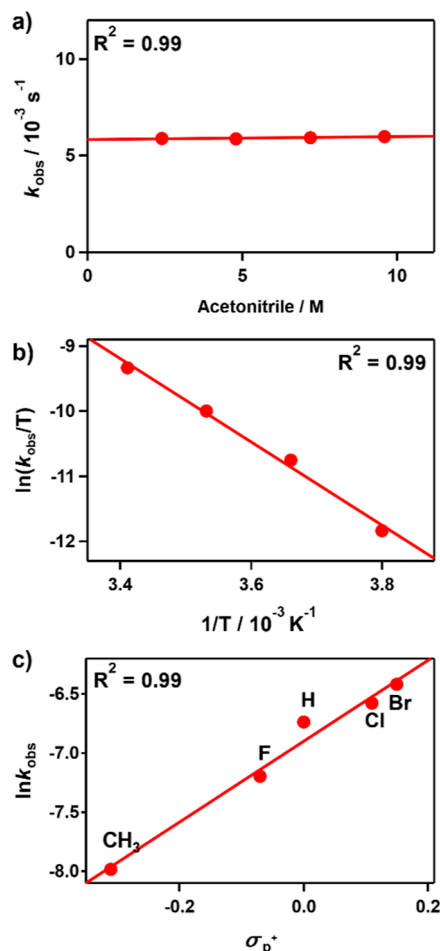 a)
R² = 0.99
k_obs / 10⁻³ s⁻¹
10
5
0
0
5
10
Acetonitrile / M
b)
R² = 0.99
ln(k_obs/T)
-9
-10
-11
-12
3.4
3.6
3.8
1/T / 10⁻³ K⁻¹
c)
R² = 0.99
lnk_obs
-6.5
-7.0
-7.5
-8.0
CH₃
F
H
Cl
Br
-0.2
0.0
0.2
σ_p⁺